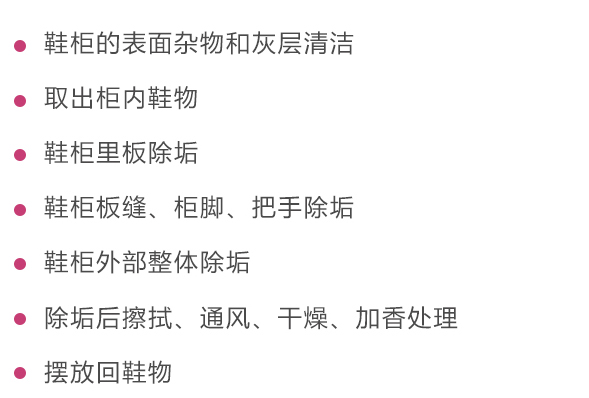 鞋柜的表面杂物和灰层清洁
取出柜内鞋物
鞋柜里板除垢
鞋柜板缝、柜脚、把手除垢
鞋柜外部整体除垢
除垢后擦拭、通风、干燥、加香处理
摆放回鞋物